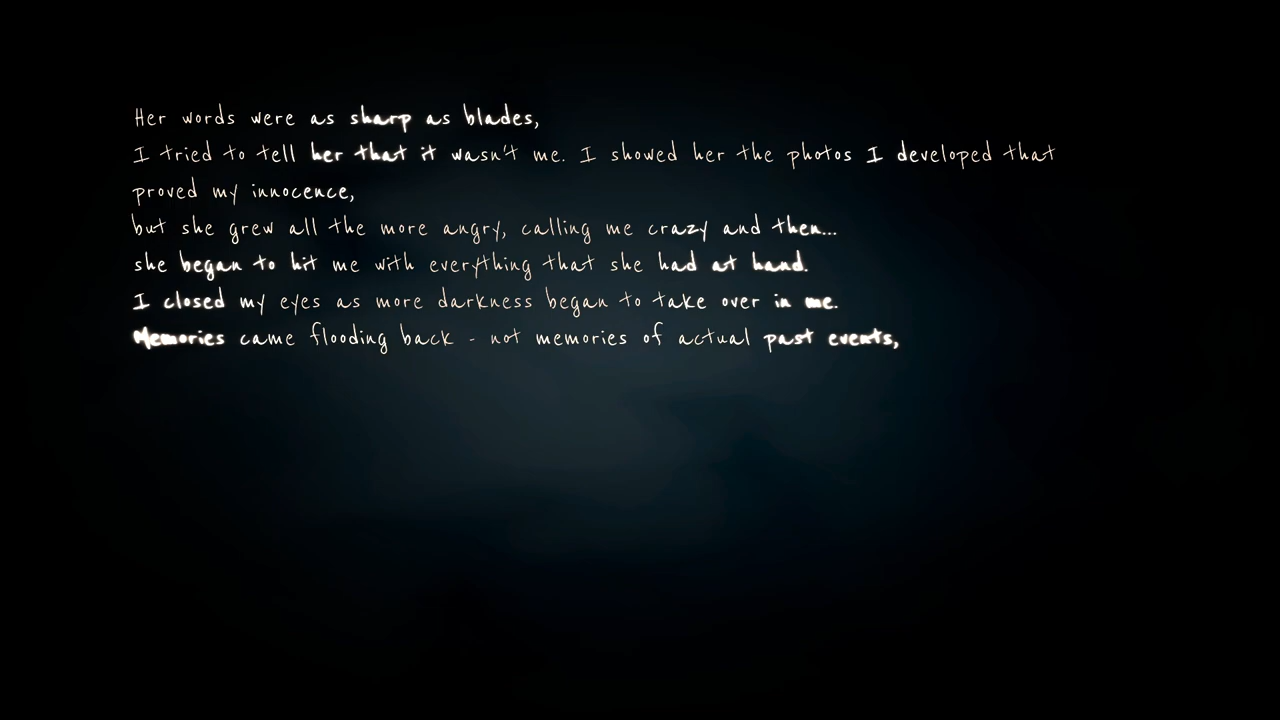 Her words were as sharp as blades,
I tried to tell her that it wasn't me. I showed her the photos I developed that
proved my innocence,
but she grew all the more angry, calling me crazy and then...
she began to hit me with everything that she had at hand.
I closed my eyes as more darkness began to take over in me.
Memories came flooding back - not memories of actual past events,